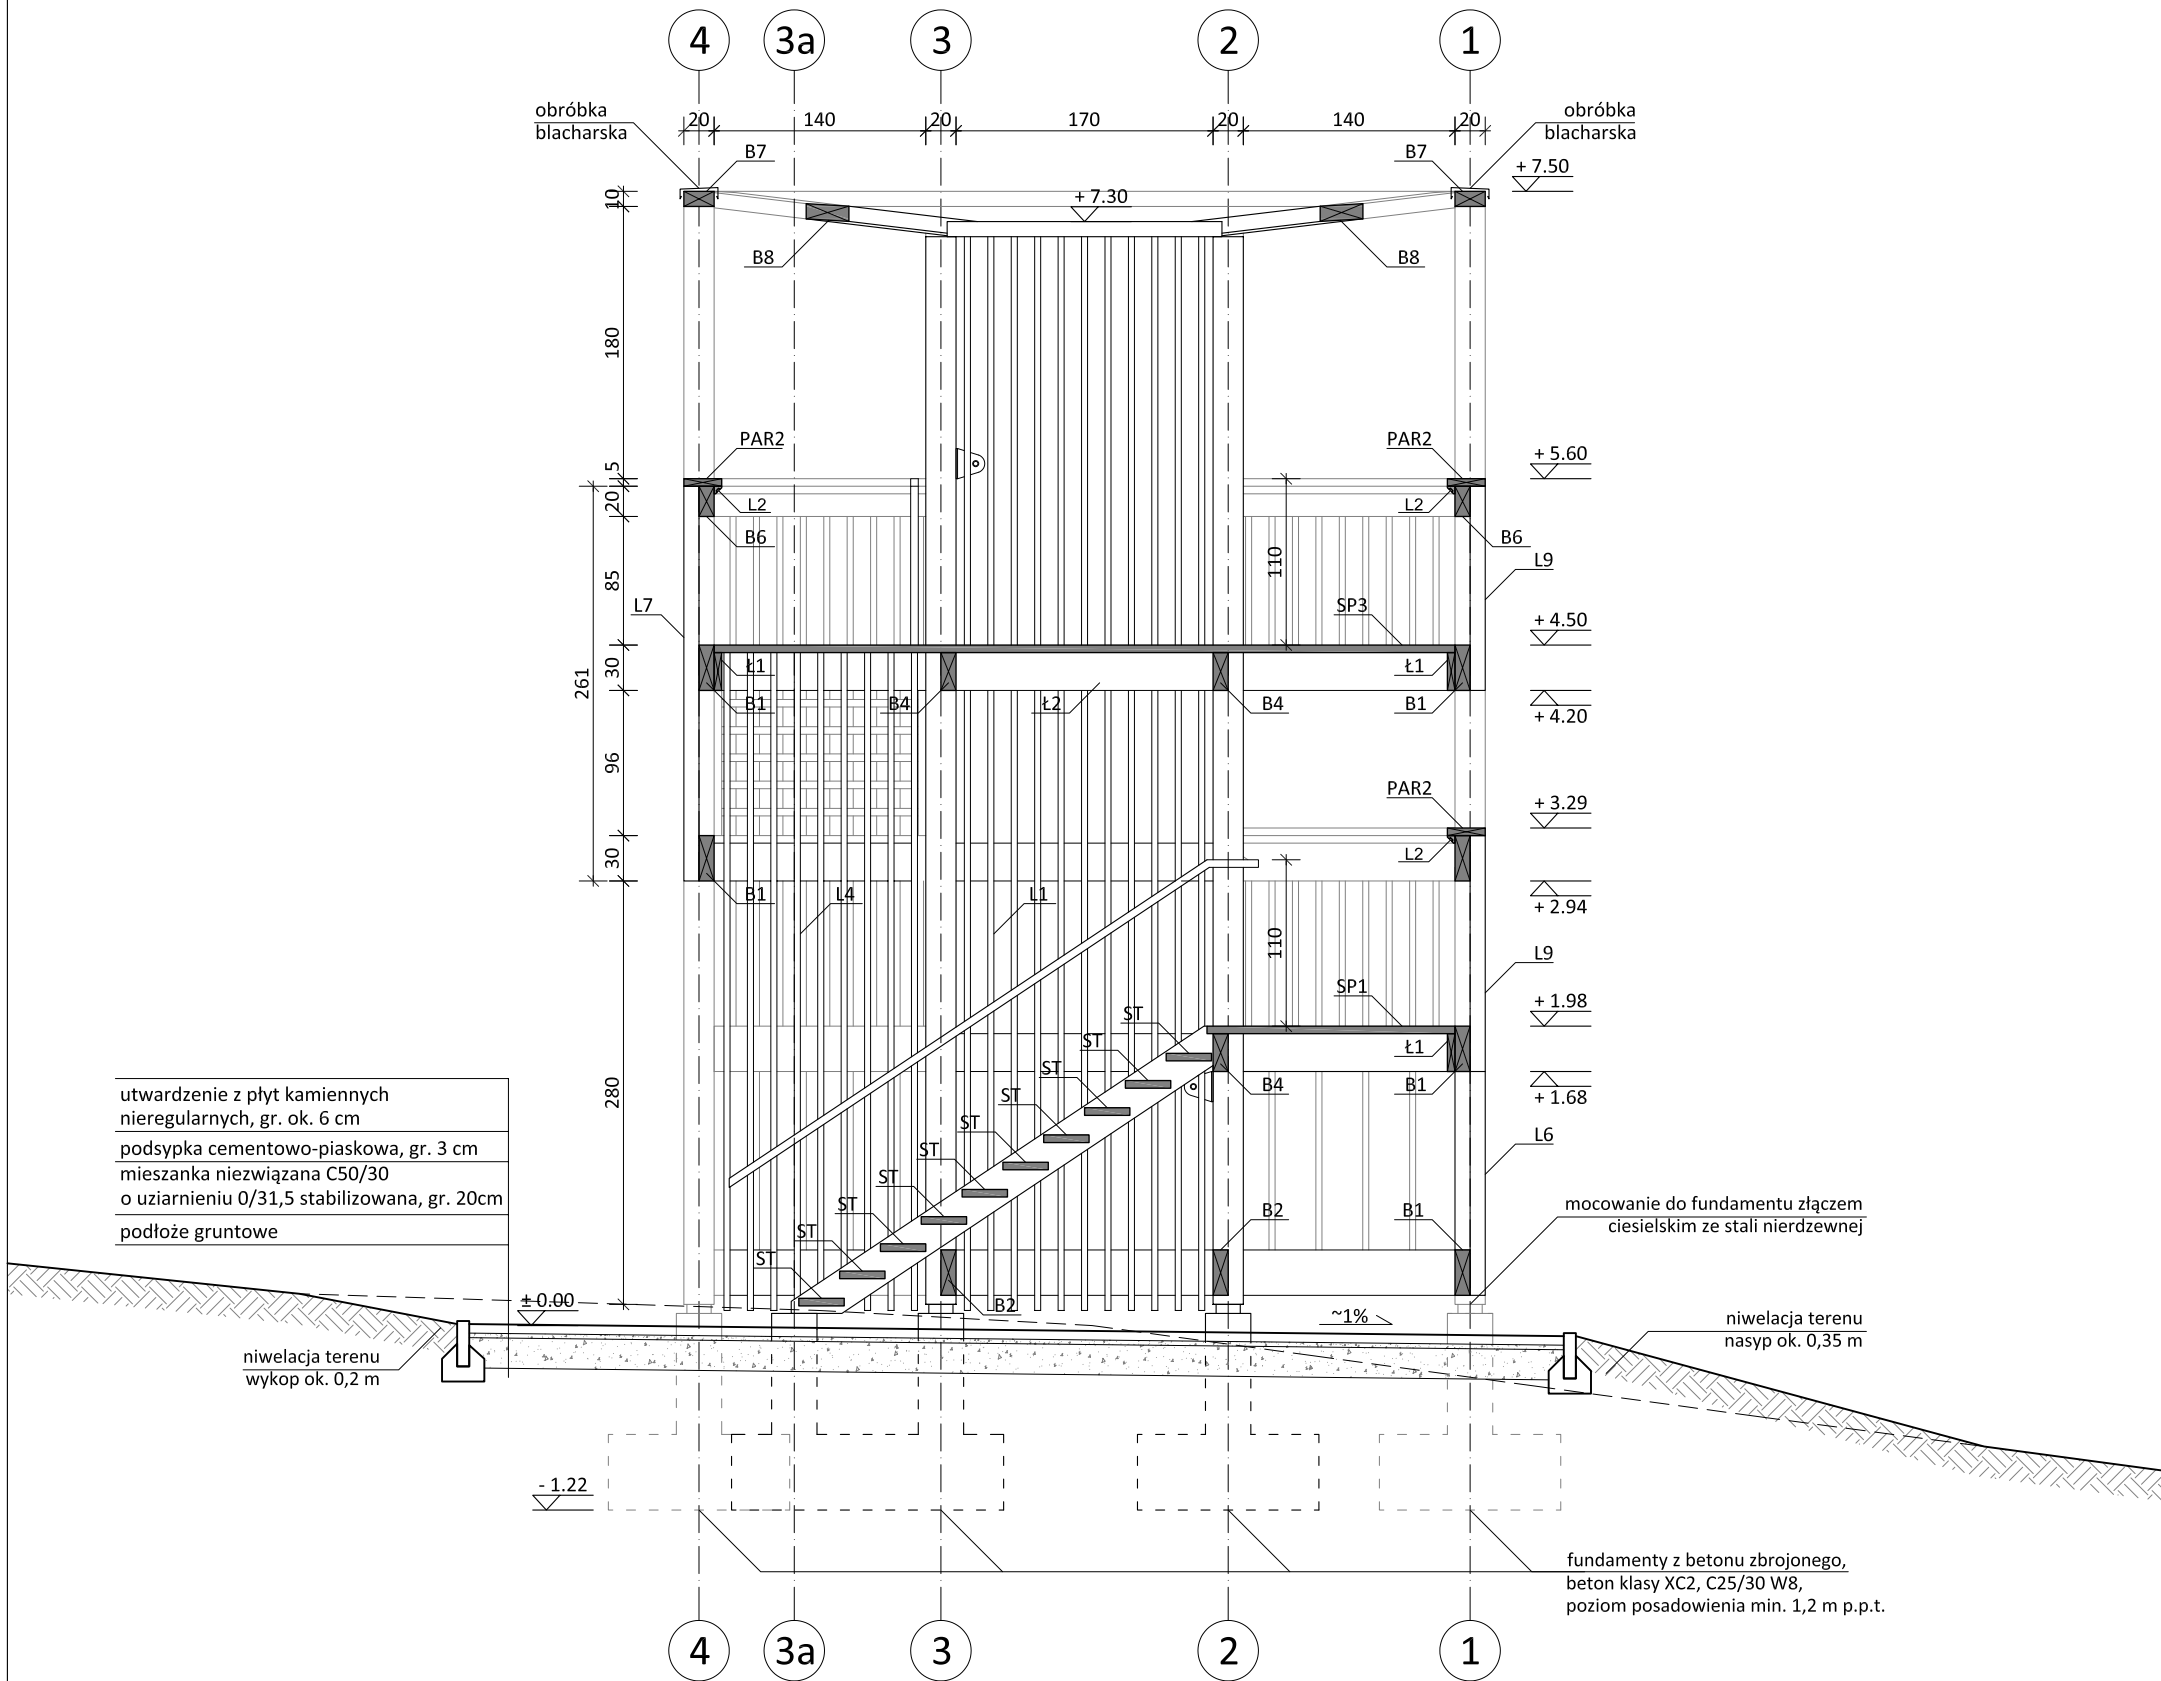 4 3a 3 2 1
obróbka
blacharska
obróbka
blacharska
20 140 20 170 20 140 20
B7 B7
+ 7.50
10
+ 7.30
B8 B8
180
PAR2 PAR2
+ 5.60
5
20
L2 L2
B6 B6
110
L9
85
L7
SP3
+ 4.50
30
Ł1 Ł1
261
B1 B4 Ł2 B4 B1
+ 4.20
96
PAR2
+ 3.29
30
L2
B1 L4 L1
+ 2.94
110
L9
SP1
+ 1.98
ST
ST
Ł1
ST
280
B4 B1
+ 1.68
ST
ST
L6
ST
ST
ST
ST
ST
B2 B1
utwardzenie z płyt kamiennych
nieregularnych, gr. ok. 6 cm
podsypka cementowo-piaskowa, gr. 3 cm
mieszanka niezwiązana C50/30
o uziarnieniu 0/31,5 stabilizowana, gr. 20cm
podłoże gruntowe
mocowanie do fundamentu złączem
ciesielskim ze stali nierdzewnej
± 0.00
B2
~1%
niwelacja terenu
nasyp ok. 0,35 m
niwelacja terenu
wykop ok. 0,2 m
- 1.22
fundamenty z betonu zbrojonego,
beton klasy XC2, C25/30 W8,
poziom posadowienia min. 1,2 m p.p.t.
4 3a 3 2 1